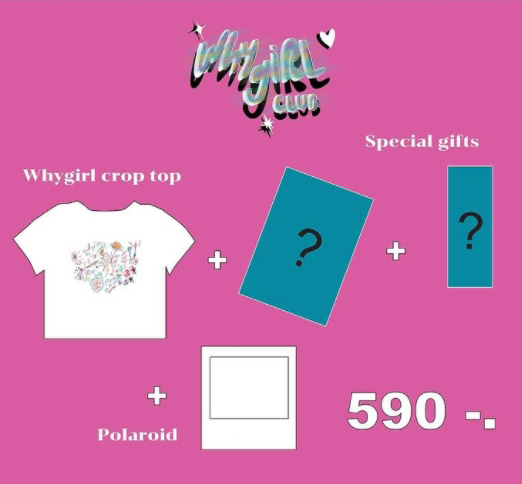 Whygirl
CLUB
Special gifts
Whygirl crop top
+
?
+
?
+
Polaroid
590 -.